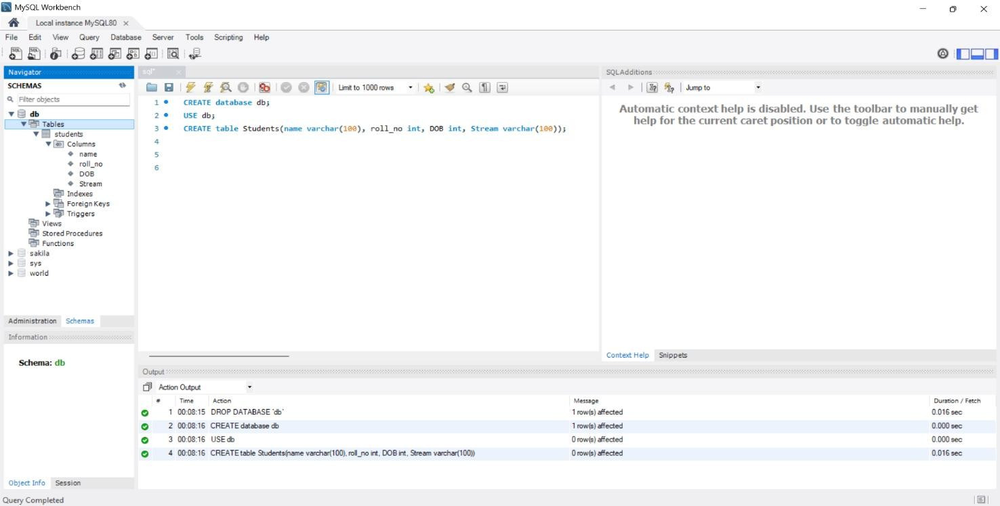 MySQL Workbench
Local instance MySQL80
File Edit View Query Database Server Tools Scripting Help
Navigator
SCHEMAS
Filter objects
db
Tables
students
Columns
name
roll_no
DOB
Stream
Indexes
Foreign Keys
Triggers
Views
Stored Procedures
Functions
sakila
sys
world
Administration Schemas
Information
Schema: db
Object Info Session
sql*
Limit to 1000 rows
1 CREATE database db;
2 USE db;
3 CREATE table Students(name varchar(100), roll_no int, DOB int, Stream varchar(100));
4
5
6
SQLAdditions
Jump to
Automatic context help is disabled. Use the toolbar to manually get
help for the current caret position or to toggle automatic help.
Context Help Snippets
Output
Action Output
# Time Action Message Duration / Fetch
1 00:08:15 DROP DATABASE `db` 1 row(s) affected 0.016 sec
2 00:08:16 CREATE database db 1 row(s) affected 0.000 sec
3 00:08:16 USE db 0 row(s) affected 0.000 sec
4 00:08:16 CREATE table Students(name varchar(100), roll_no int, DOB int, Stream varchar(100)) 0 row(s) affected 0.016 sec
Query Completed